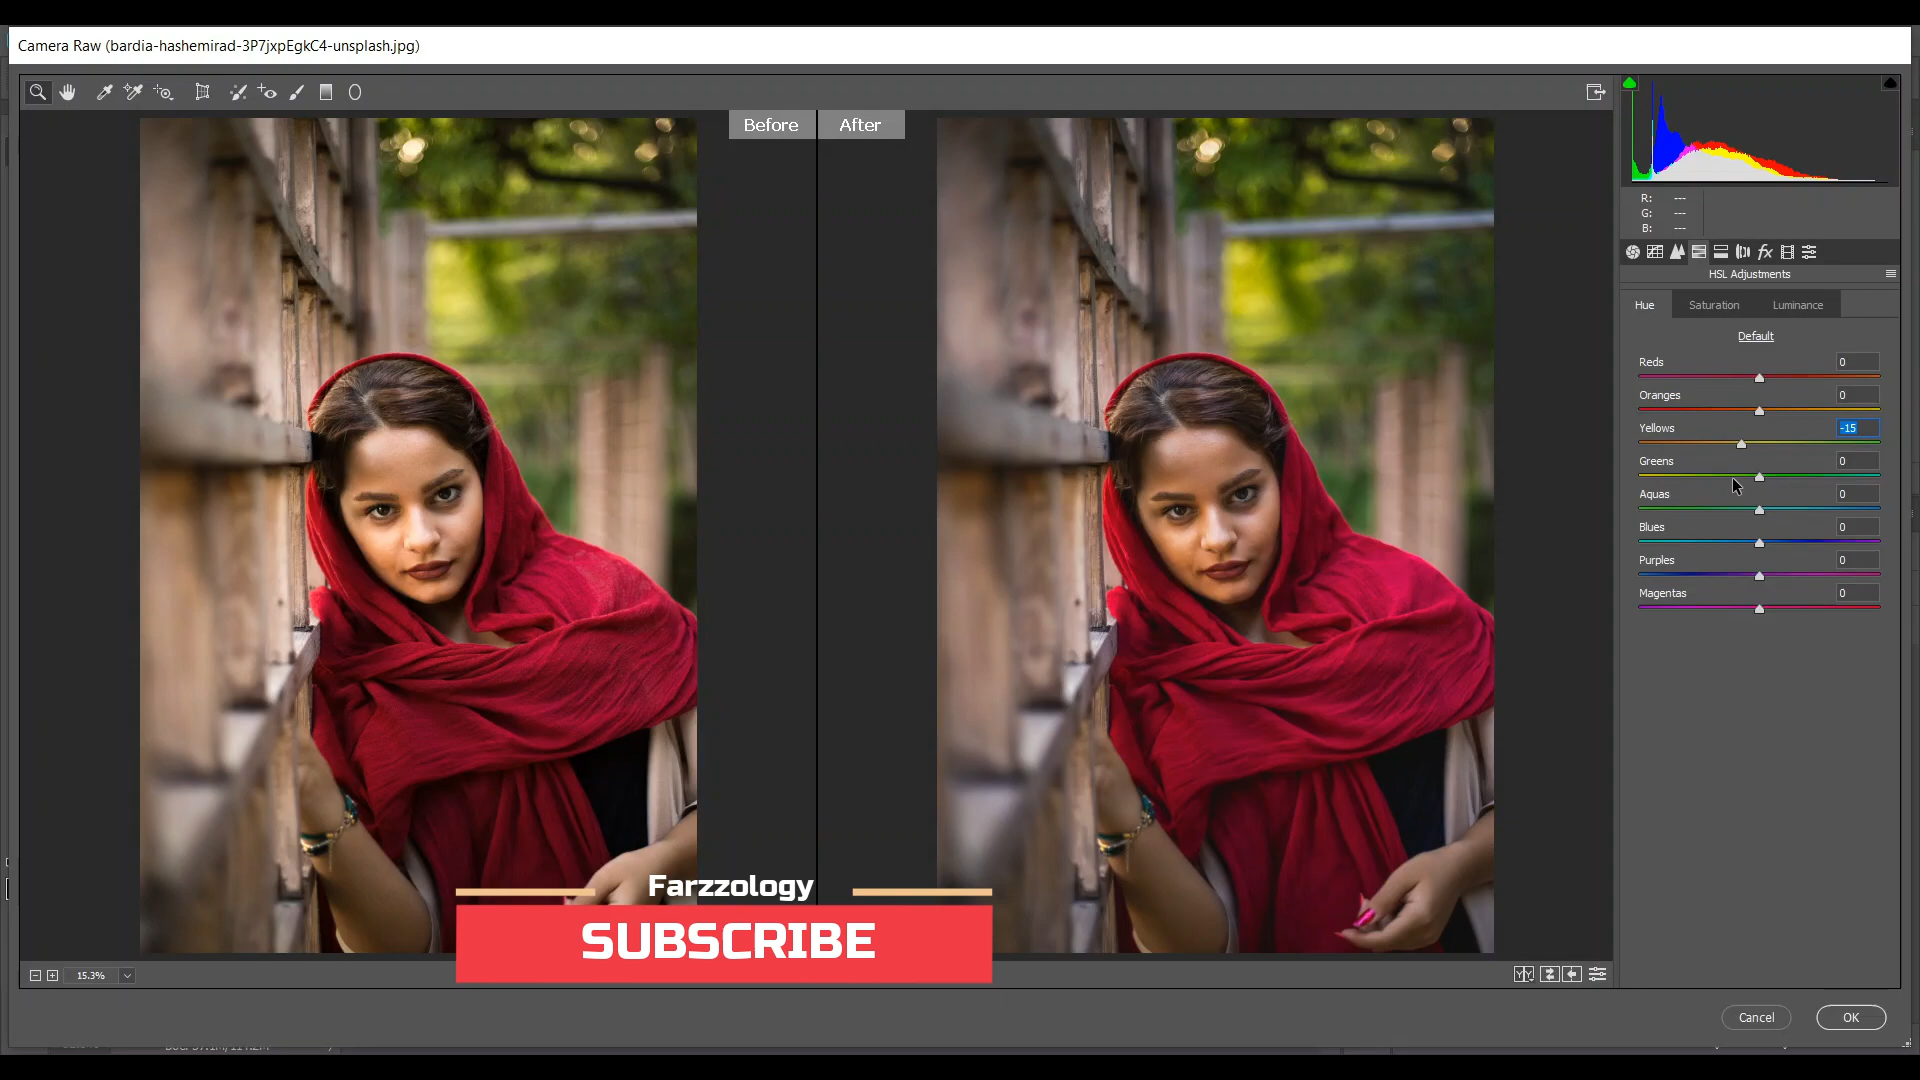 Camera Raw (bardia-hashemirad-3P7jxpEgkC4-unsplash.jpg)
Before
After
R: ---
G: ---
B: ---
fx
HSL Adjustments
Hue
Saturation
Luminance
Default
Reds
0
Oranges
0
Yellows
-15
Greens
0
Aquas
0
Blues
0
Purples
0
Magentas
0
Farzzology
SUBSCRIBE
15.3%
Y Y
Cancel
OK